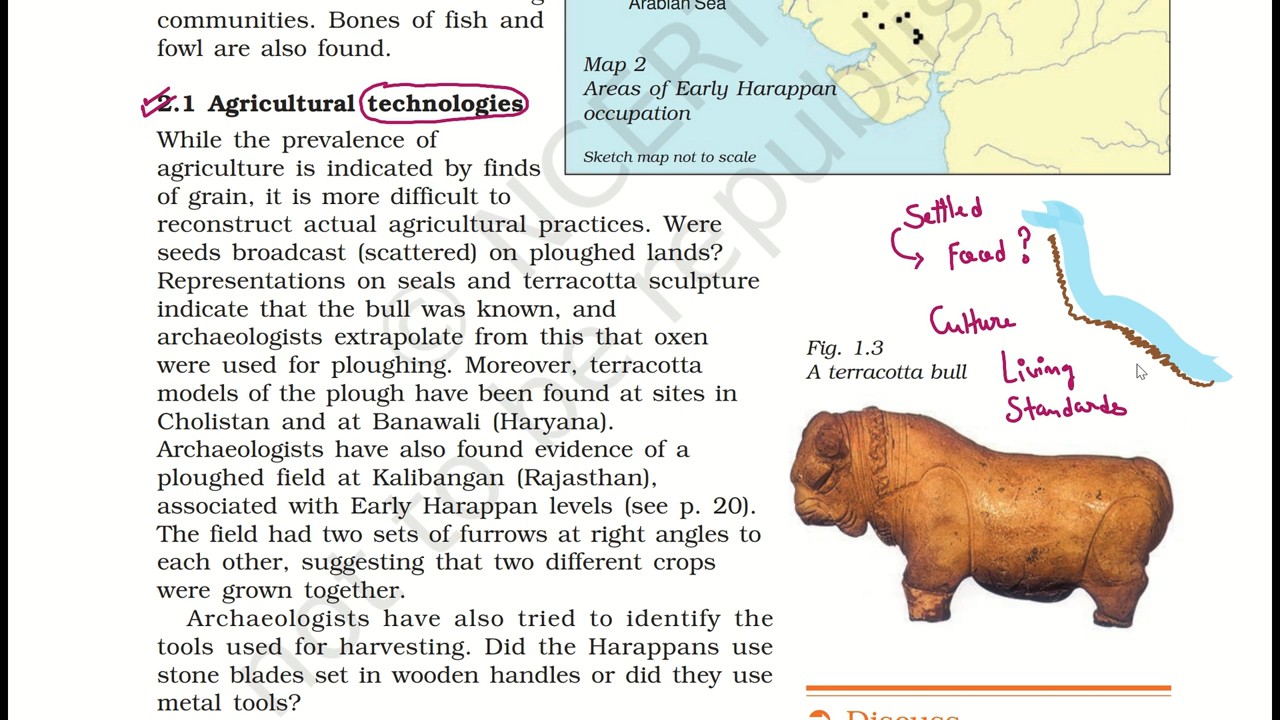 communities. Bones of fish and
fowl are also found.
2.1 Agricultural technologies
While the prevalence of
agriculture is indicated by finds
of grain, it is more difficult to
reconstruct actual agricultural practices. Were
seeds broadcast (scattered) on ploughed lands?
Representations on seals and terracotta sculpture
indicate that the bull was known, and
archaeologists extrapolate from this that oxen
were used for ploughing. Moreover, terracotta
models of the plough have been found at sites in
Cholistan and at Banawali (Haryana).
Archaeologists have also found evidence of a
ploughed field at Kalibangan (Rajasthan),
associated with Early Harappan levels (see p. 20).
The field had two sets of furrows at right angles to
each other, suggesting that two different crops
were grown together.
Archaeologists have also tried to identify the
tools used for harvesting. Did the Harappans use
stone blades set in wooden handles or did they use
metal tools?
Arabian Sea
Map 2
Areas of Early Harappan
occupation
Sketch map not to scale
Settled
Food ?
Culture
Living
Standards
Fig. 1.3
A terracotta bull
Discuss
© NCERT
not to be republis